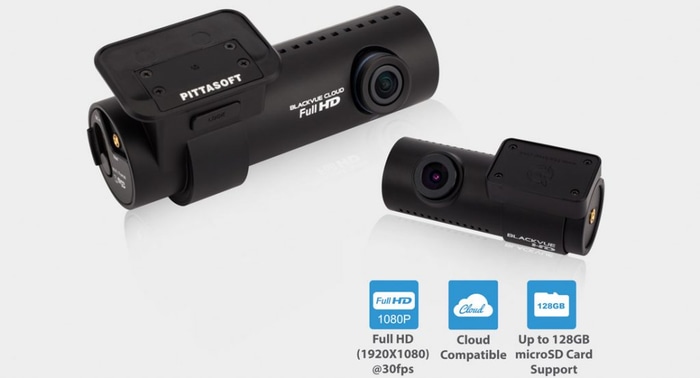 PITTASOFT
BLACKVUE CLOUD
Full HD
BLACKVUE
Full HD
1080P
Cloud
128GB
Full HD
(1920X1080)
@30fps
Cloud
Compatible
Up to 128GB
microSD Card
Support